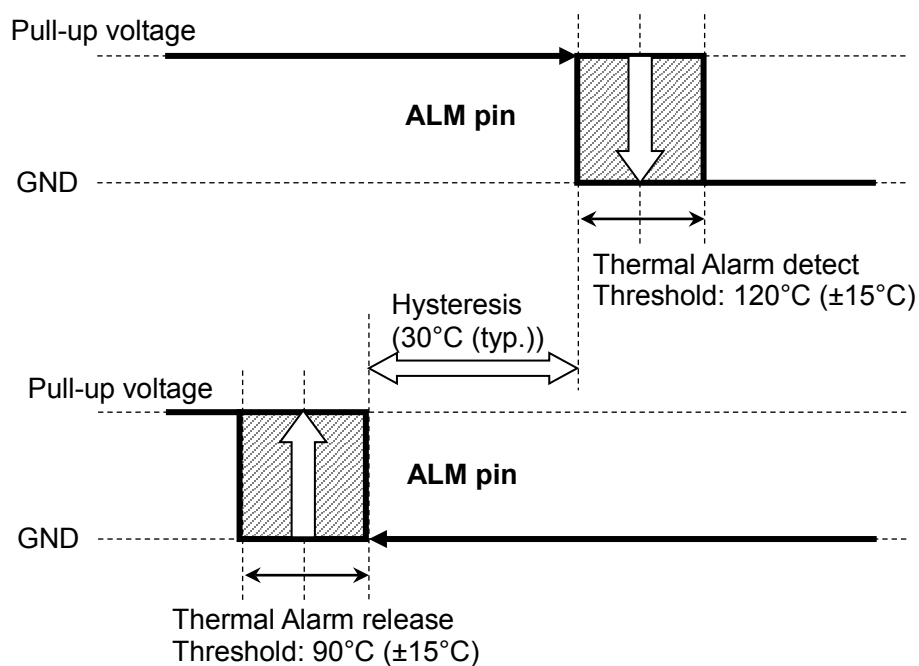 Pull-up voltage
ALM pin
GND
Thermal Alarm detect
Threshold: 120°C (±15°C)
Hysteresis
(30°C (typ.))
Pull-up voltage
ALM pin
GND
Thermal Alarm release
Threshold: 90°C (±15°C)